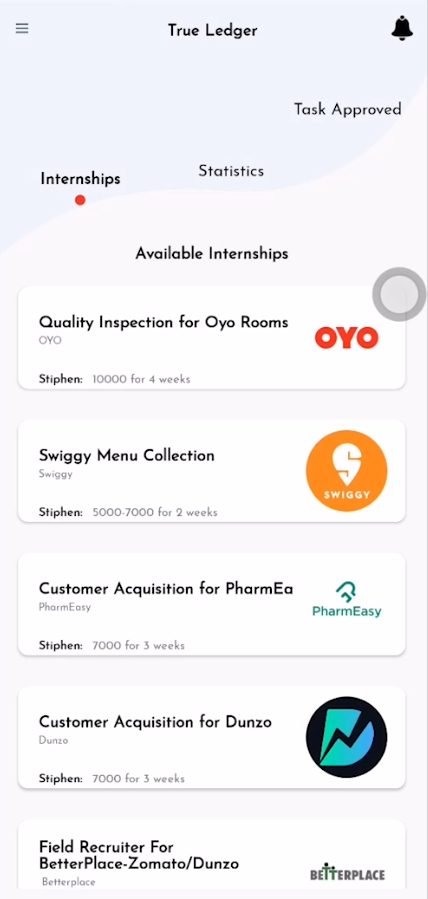 True Ledger
Task Approved
Internships
Statistics
Available Internships
Quality Inspection for Oyo Rooms
OYO
OYO
Stiphen: 10000 for 4 weeks
Swiggy Menu Collection
Swiggy
SWIGGY
Stiphen: 5000-7000 for 2 weeks
Customer Acquisition for PharmEa
PharmEasy
PharmEasy
Stiphen: 7000 for 3 weeks
Customer Acquisition for Dunzo
Dunzo
Stiphen: 7000 for 3 weeks
Field Recruiter For
BetterPlace-Zomato/Dunzo
Betterplace
BETTERPLACE